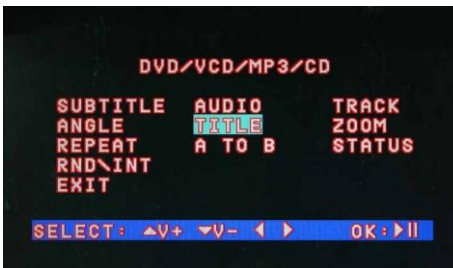 DVD/VCD/MP3/CD
SUBTITLE AUDIO TRACK
ANGLE TITLE ZOOM
REPEAT A TO B STATUS
RND\INT
EXIT
SELECT: ▲V+ ▼V- ◀ ▶ OK:▶II